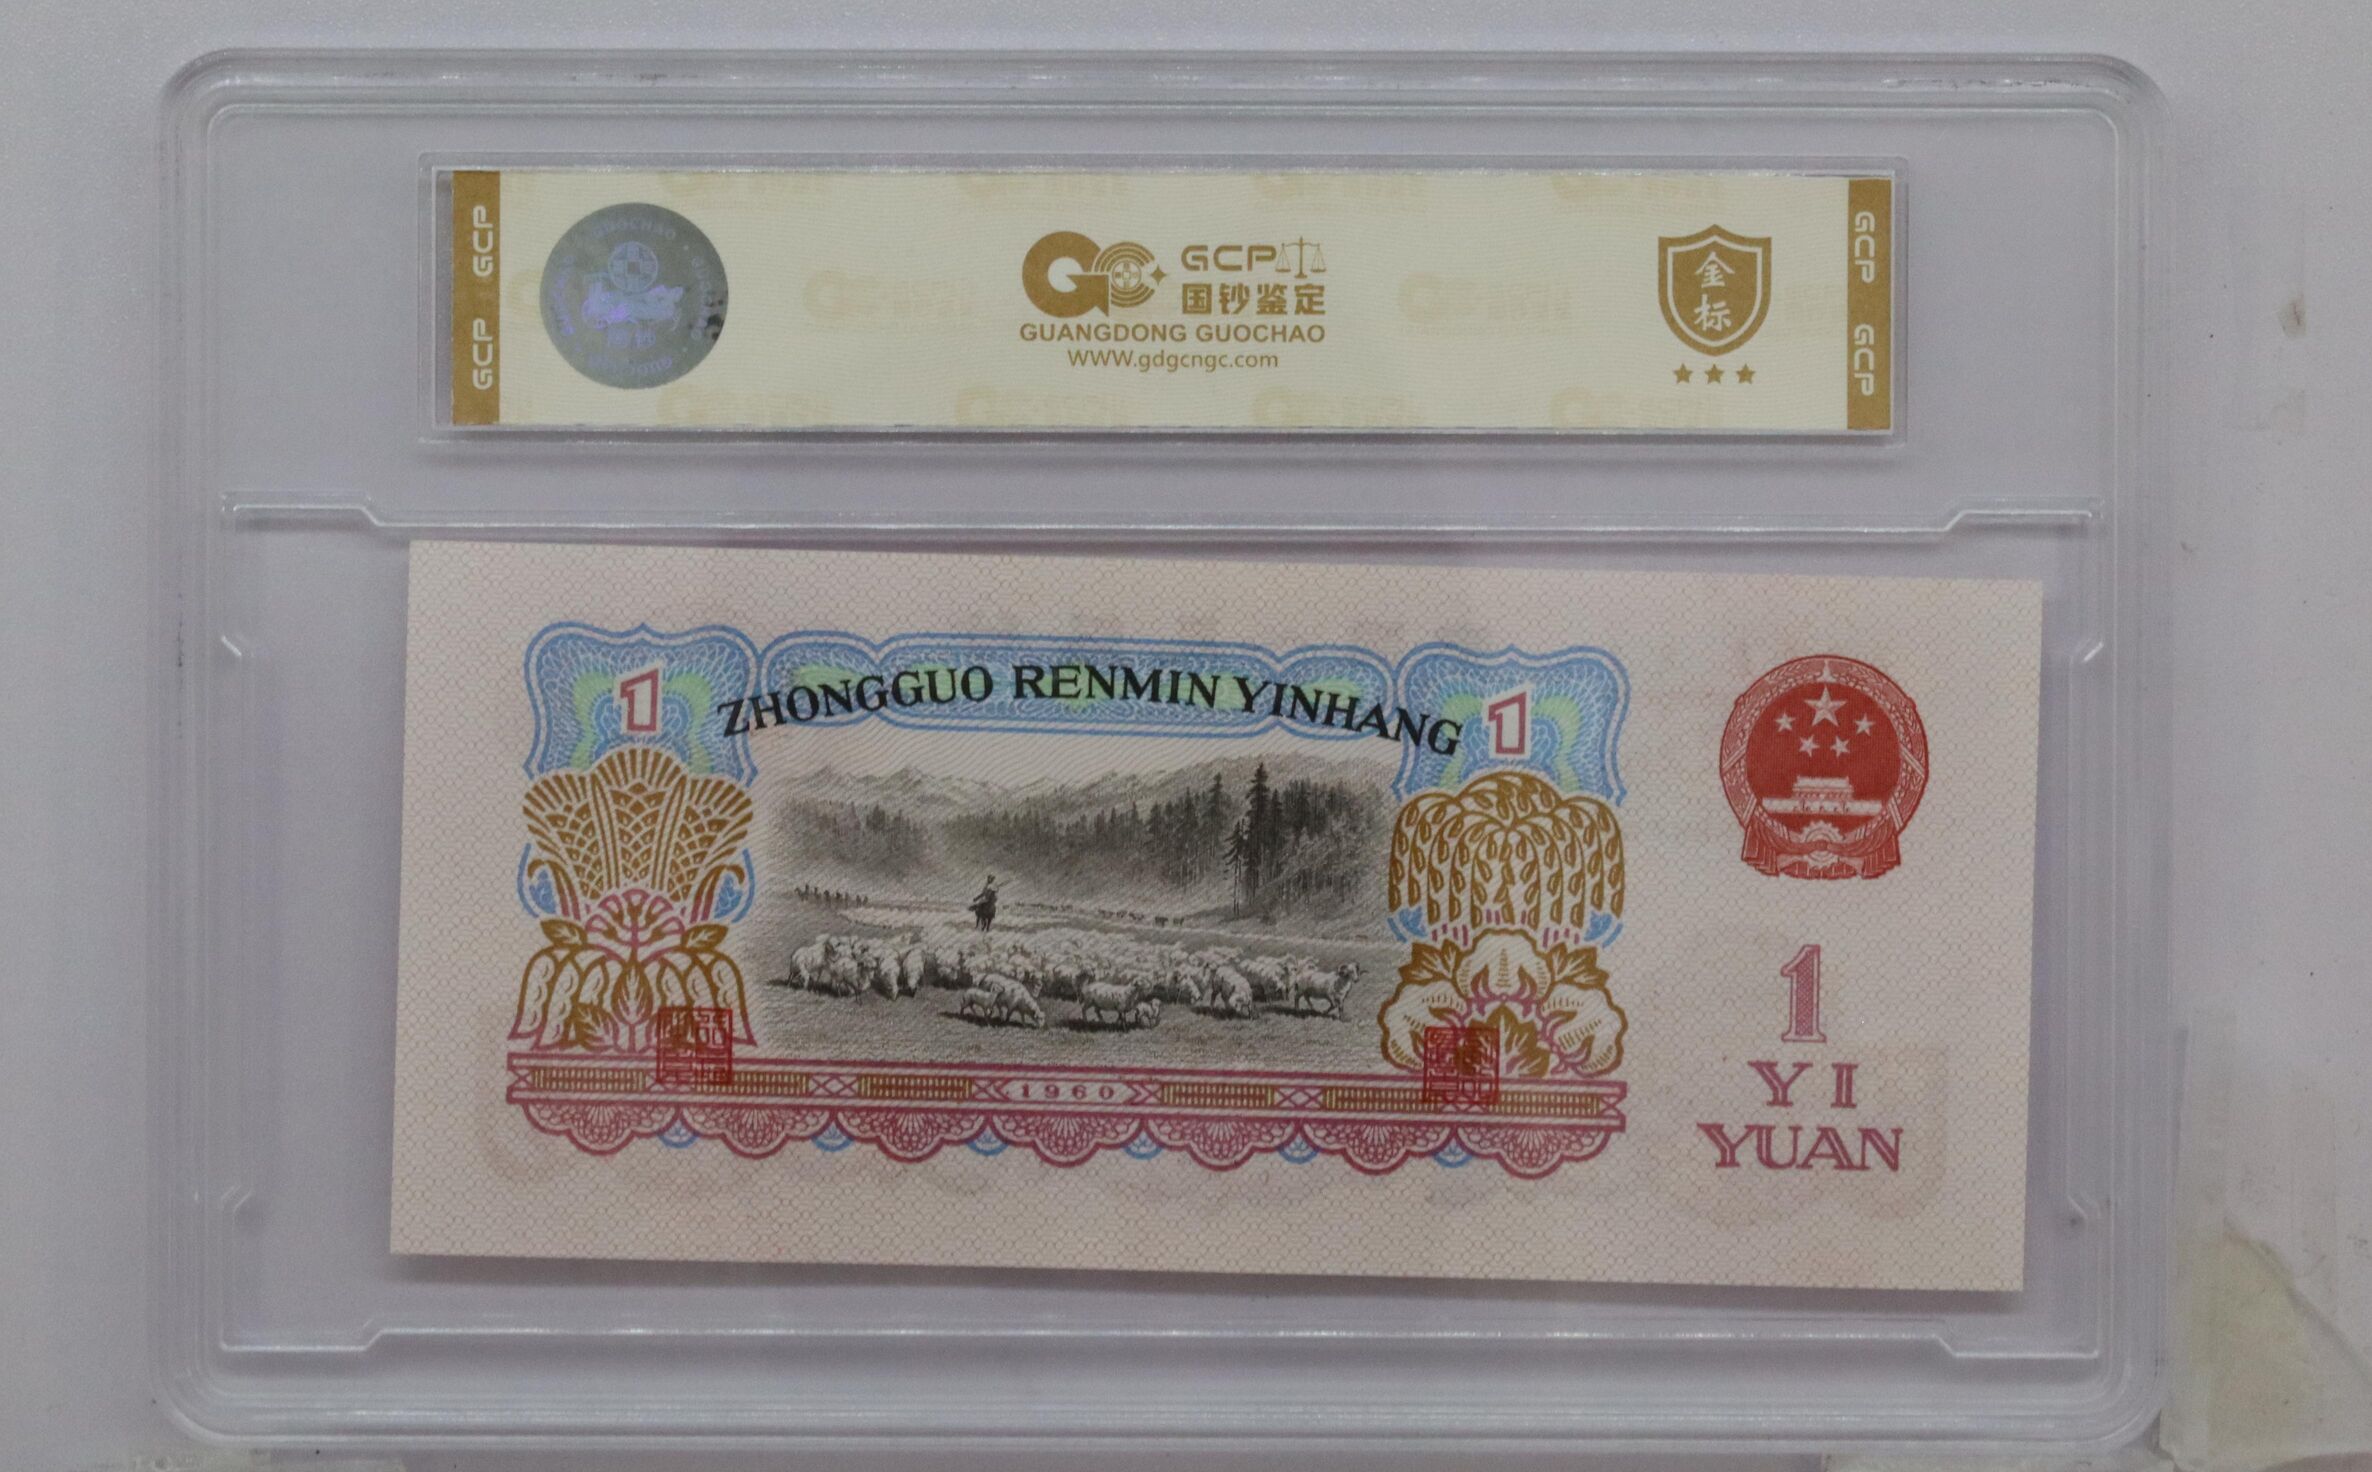 GCP GCP
GCP
国钞鉴定
GUANGDONG GUOCHAO
WWW.gdgcngc.com
金
标
GCP GCP
1
ZHONGGUO RENMIN YINHANG
1
1960
1
YI
YUAN